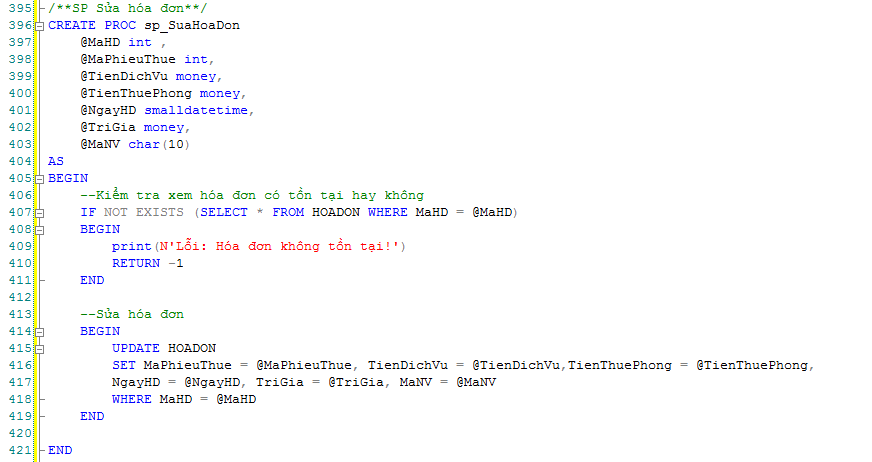 395 /**SP Sửa hóa đơn**/
396 CREATE PROC sp_SuaHoaDon
397 @MaHD int ,
398 @MaPhieuThue int,
399 @TienDichVu money,
400 @TienThuePhong money,
401 @NgayHD smalldatetime,
402 @TriGia money,
403 @MaNV char(10)
404 AS
405 BEGIN
406 --Kiểm tra xem hóa đơn có tồn tại hay không
407 IF NOT EXISTS (SELECT * FROM HOADON WHERE MaHD = @MaHD)
408 BEGIN
409 print(N'Lỗi: Hóa đơn không tồn tại!')
410 RETURN -1
411 END
412
413 --Sửa hóa đơn
414 BEGIN
415 UPDATE HOADON
416 SET MaPhieuThue = @MaPhieuThue, TienDichVu = @TienDichVu,TienThuePhong = @TienThuePhong,
417 NgayHD = @NgayHD, TriGia = @TriGia, MaNV = @MaNV
418 WHERE MaHD = @MaHD
419 END
420
421 END